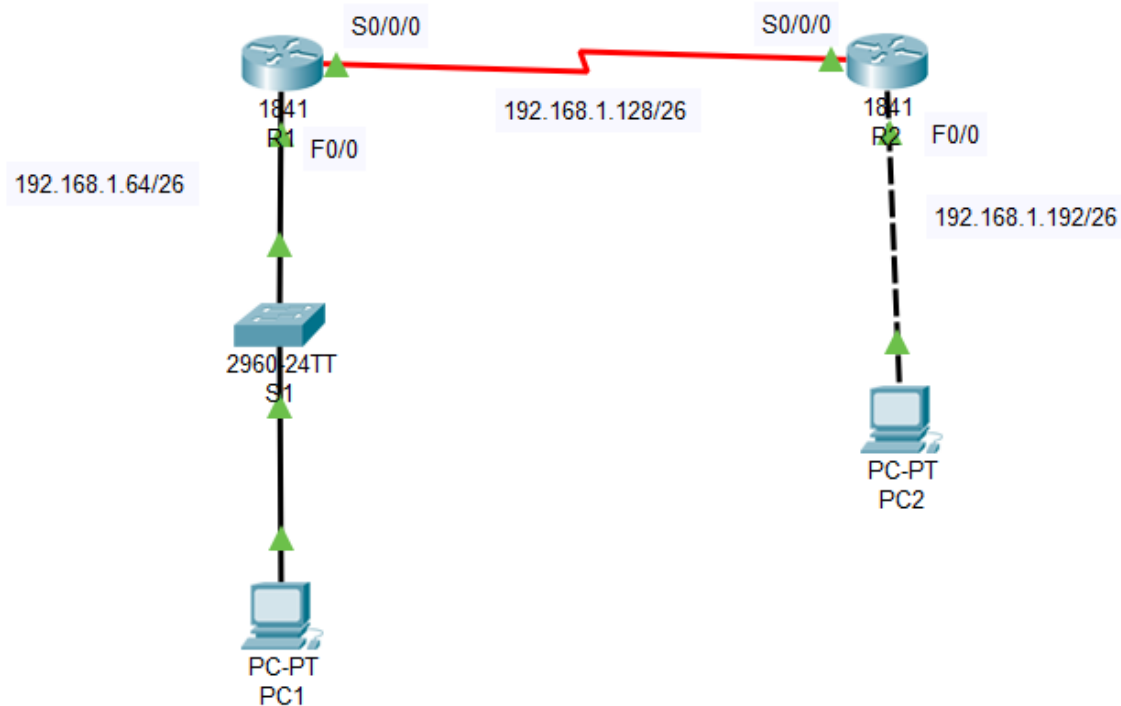 S0/0/0
S0/0/0
1841
R1
192.168.1.128/26
1841
R2
F0/0
F0/0
192.168.1.64/26
192.168.1.192/26
2960-24TT
S1
PC-PT
PC2
PC-PT
PC1